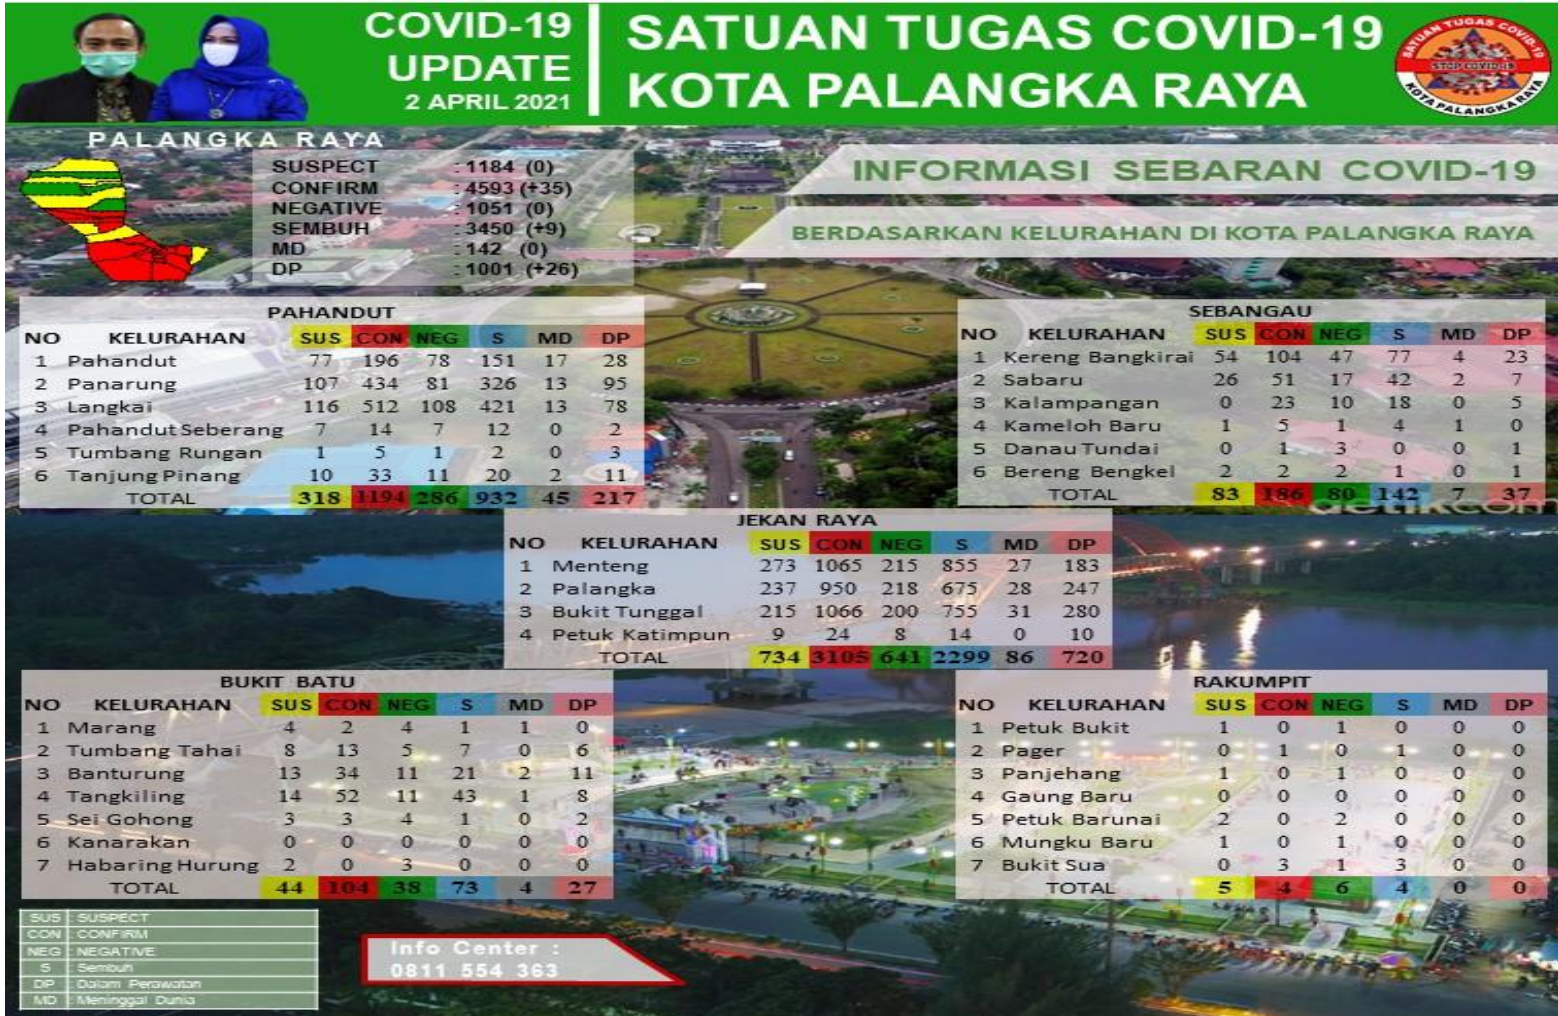 COVID-19
UPDATE
2 APRIL 2021
SATUAN TUGAS COVID-19
KOTA PALANGKA RAYA
SATUAN TUGAS COVID-19
STOP COVID-19
KOTA PALANGKARAYA
PALANGKA RAYA
SUSPECT : 1184 (0)
CONFIRM : 4593 (+35)
NEGATIVE : 1051 (0)
SEMBUH : 3450 (+9)
MD : 142 (0)
DP : 1001 (+26)
INFORMASI SEBARAN COVID-19
BERDASARKAN KELURAHAN DI KOTA PALANGKA RAYA
PAHANDUT
NO KELURAHAN SUS CON NEG S MD DP
1 Pahandut 77 196 78 151 17 28
2 Panarung 107 434 81 326 13 95
3 Langkai 116 512 108 421 13 78
4 Pahandut Seberang 7 14 7 12 0 2
5 Tumbang Rungan 1 5 1 2 0 3
6 Tanjung Pinang 10 33 11 20 2 11
TOTAL 318 1194 286 932 45 217
SEBANGAU
NO KELURAHAN SUS CON NEG S MD DP
1 Kereng Bangkirai 54 104 47 77 4 23
2 Sabaru 26 51 17 42 2 7
3 Kalampangan 0 23 10 18 0 5
4 Kameloh Baru 1 5 1 4 1 0
5 Danau Tundai 0 1 3 0 0 1
6 Bereng Bengkel 2 2 2 1 0 1
TOTAL 83 186 80 142 7 37
detikcom
JEKAN RAYA
NO KELURAHAN SUS CON NEG S MD DP
1 Menteng 273 1065 215 855 27 183
2 Palangka 237 950 218 675 28 247
3 Bukit Tunggal 215 1066 200 755 31 280
4 Petuk Katimpun 9 24 8 14 0 10
TOTAL 734 3105 641 2299 86 720
BUKIT BATU
NO KELURAHAN SUS CON NEG S MD DP
1 Marang 4 2 4 1 1 0
2 Tumbang Tahai 8 13 5 7 0 6
3 Banturung 13 34 11 21 2 11
4 Tangkiling 14 52 11 43 1 8
5 Sei Gohong 3 3 4 1 0 2
6 Kanarakan 0 0 0 0 0 0
7 Habaring Hurung 2 0 3 0 0 0
TOTAL 44 104 38 73 4 27
RAKUMPIT
NO KELURAHAN SUS CON NEG S MD DP
1 Petuk Bukit 1 0 1 0 0 0
2 Pager 0 1 0 1 0 0
3 Panjehang 1 0 1 0 0 0
4 Gaung Baru 0 0 0 0 0 0
5 Petuk Barunai 2 0 2 0 0 0
6 Mungku Baru 1 0 1 0 0 0
7 Bukit Sua 0 3 1 3 0 0
TOTAL 5 4 6 4 0 0
SUS : SUSPECT
CON : CONFIRM
NEG : NEGATIVE
S : Sembuh
DP : Dalam Perawatan
MD : Meninggal Dunia
Info Center :
0811 554 363